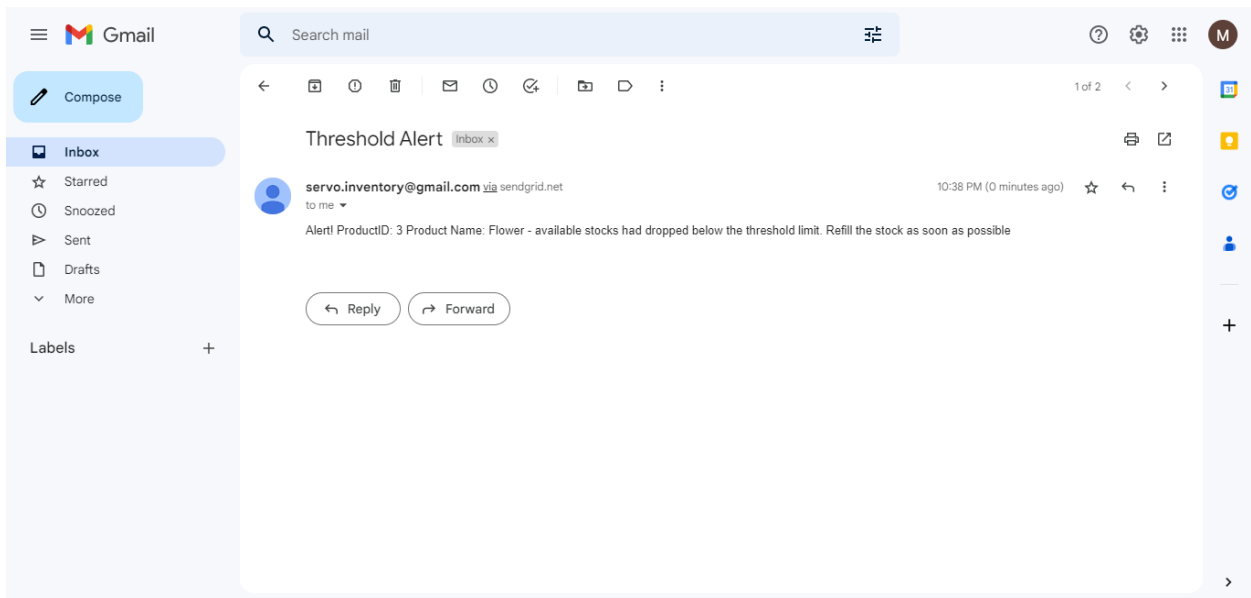 Gmail
Search mail
M
Compose
1 of 2
31
Threshold Alert Inbox x
Inbox
servo.inventory@gmail.com via sendgrid.net 10:38 PM (0 minutes ago)
to me
Starred
Alert! ProductID: 3 Product Name: Flower - available stocks had dropped below the threshold limit. Refill the stock as soon as possible
Snoozed
Sent
Drafts
More
Reply Forward
Labels